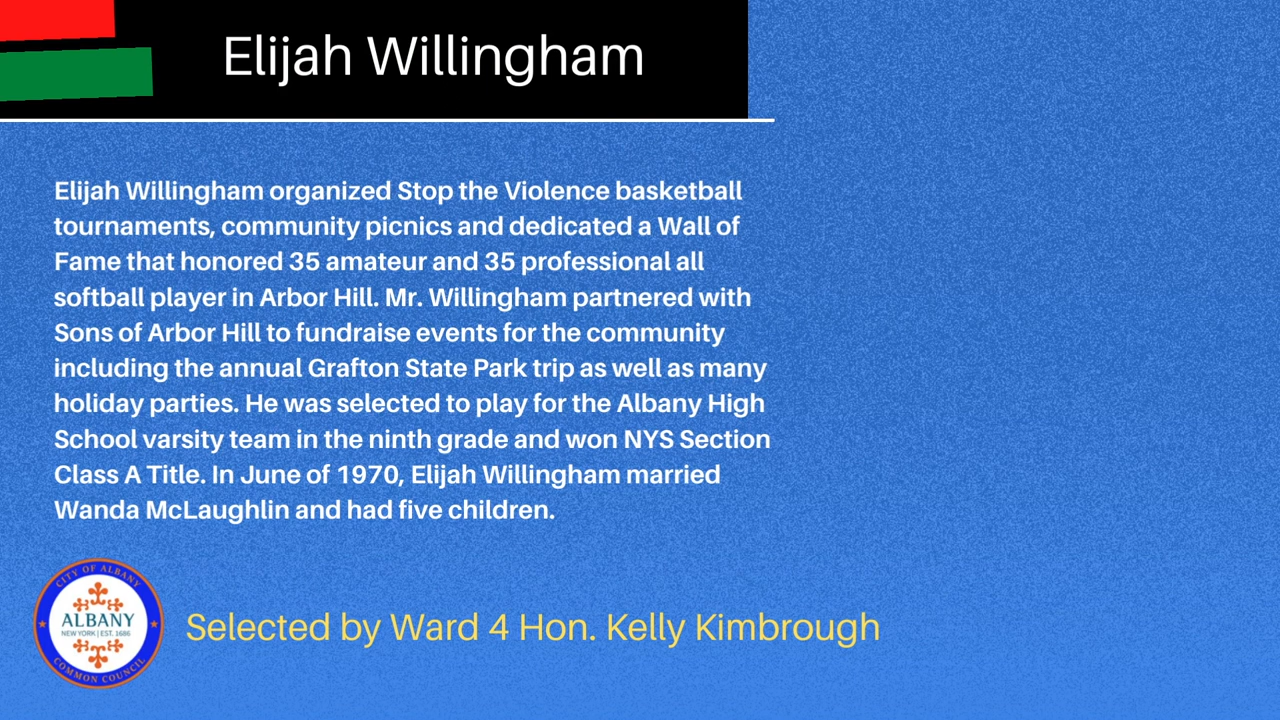 Elijah Willingham
Elijah Willingham organized Stop the Violence basketball
tournaments, community picnics and dedicated a Wall of
Fame that honored 35 amateur and 35 professional all
softball player in Arbor Hill. Mr. Willingham partnered with
Sons of Arbor Hill to fundraise events for the community
including the annual Grafton State Park trip as well as many
holiday parties. He was selected to play for the Albany High
School varsity team in the ninth grade and won NYS Section
Class A Title. In June of 1970, Elijah Willingham married
Wanda McLaughlin and had five children.
CITY OF ALBANY
ALBANY
NEW YORK | EST. 1686
COMMON COUNCIL
Selected by Ward 4 Hon. Kelly Kimbrough